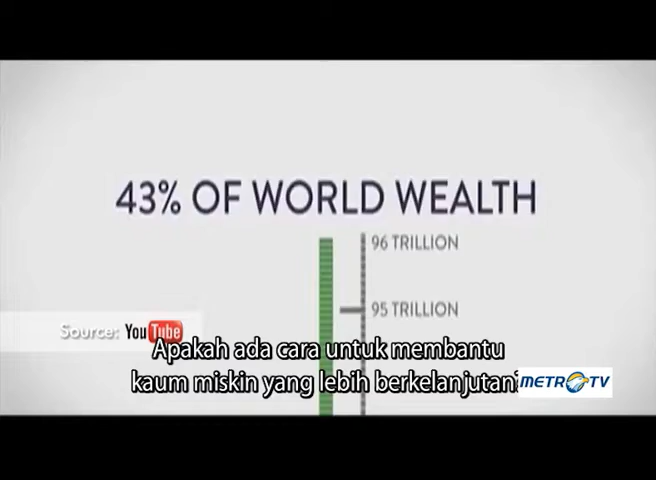 43% OF WORLD WEALTH
96 TRILLION
95 TRILLION
Source: YouTube
Apakah ada cara untuk membantu
kaum miskin yang lebih berkelanjutan?
METRO TV